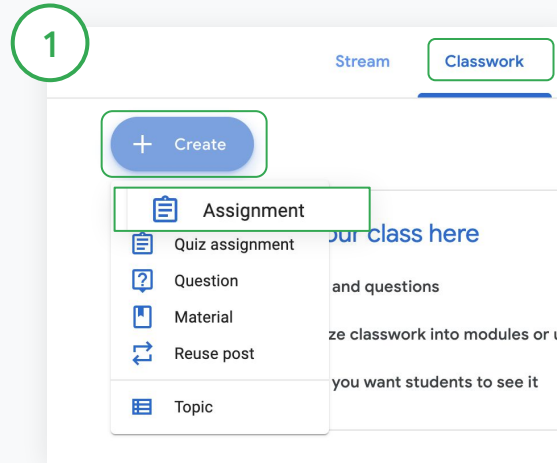 1
Stream
Classwork
Create
Assignment
our class here
Quiz assignment
Question
and questions
Material
ze classwork into modules or u
Reuse post
you want students to see it
Topic